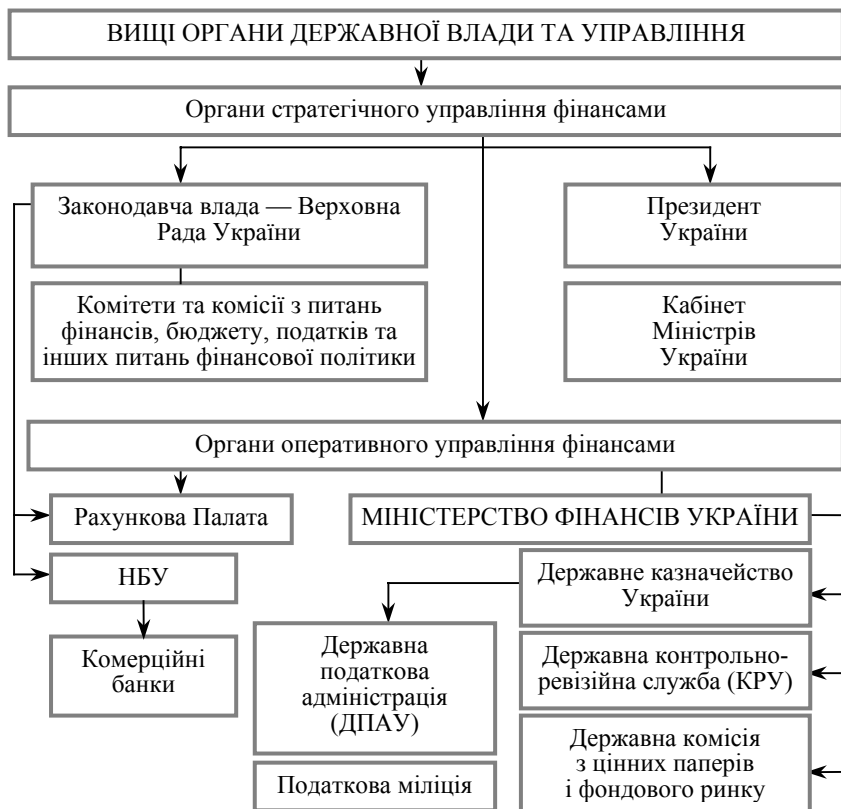 ВИЩІ ОРГАНИ ДЕРЖАВНОЇ ВЛАДИ ТА УПРАВЛІННЯ
Органи стратегічного управління фінансами
Законодавча влада — Верховна
Рада України
Президент
України
Комітети та комісії з питань
фінансів, бюджету, податків та
інших питань фінансової політики
Кабінет
Міністрів
України
Органи оперативного управління фінансами
Рахункова Палата
МІНІСТЕРСТВО ФІНАНСІВ УКРАЇНИ
НБУ
Державне казначейство
України
Комерційні
банки
Державна
податкова
адміністрація
(ДПАУ)
Державна контрольно-
ревізійна служба (КРУ)
Податкова міліція
Державна комісія
з цінних паперів
і фондового ринку